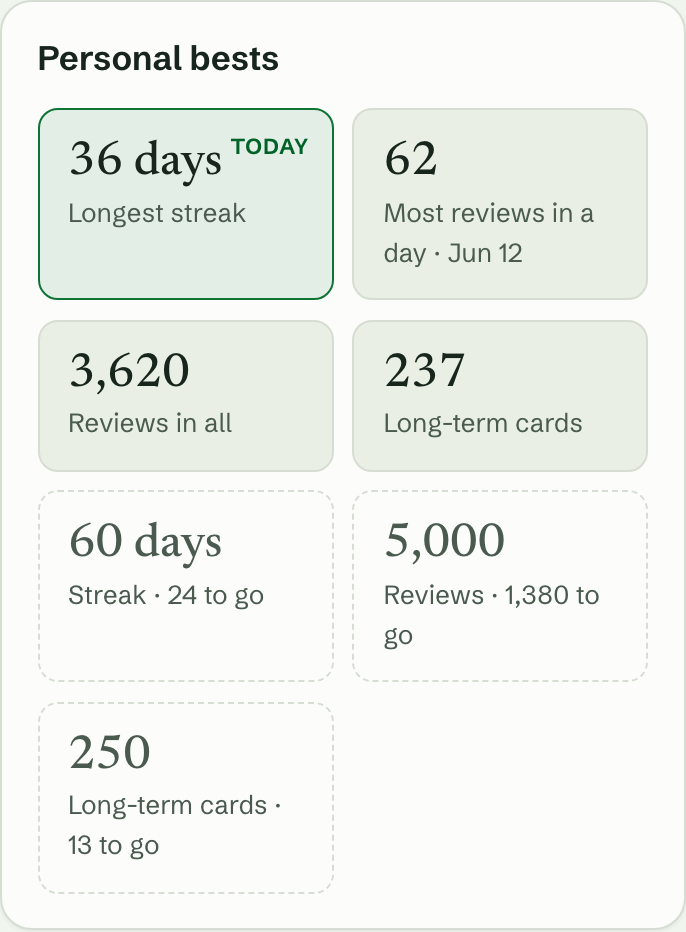 Personal bests
36 days TODAY
Longest streak
62
Most reviews in a
day · Jun 12
3,620
Reviews in all
237
Long-term cards
60 days
Streak · 24 to go
5,000
Reviews · 1,380 to
go
250
Long-term cards ·
13 to go